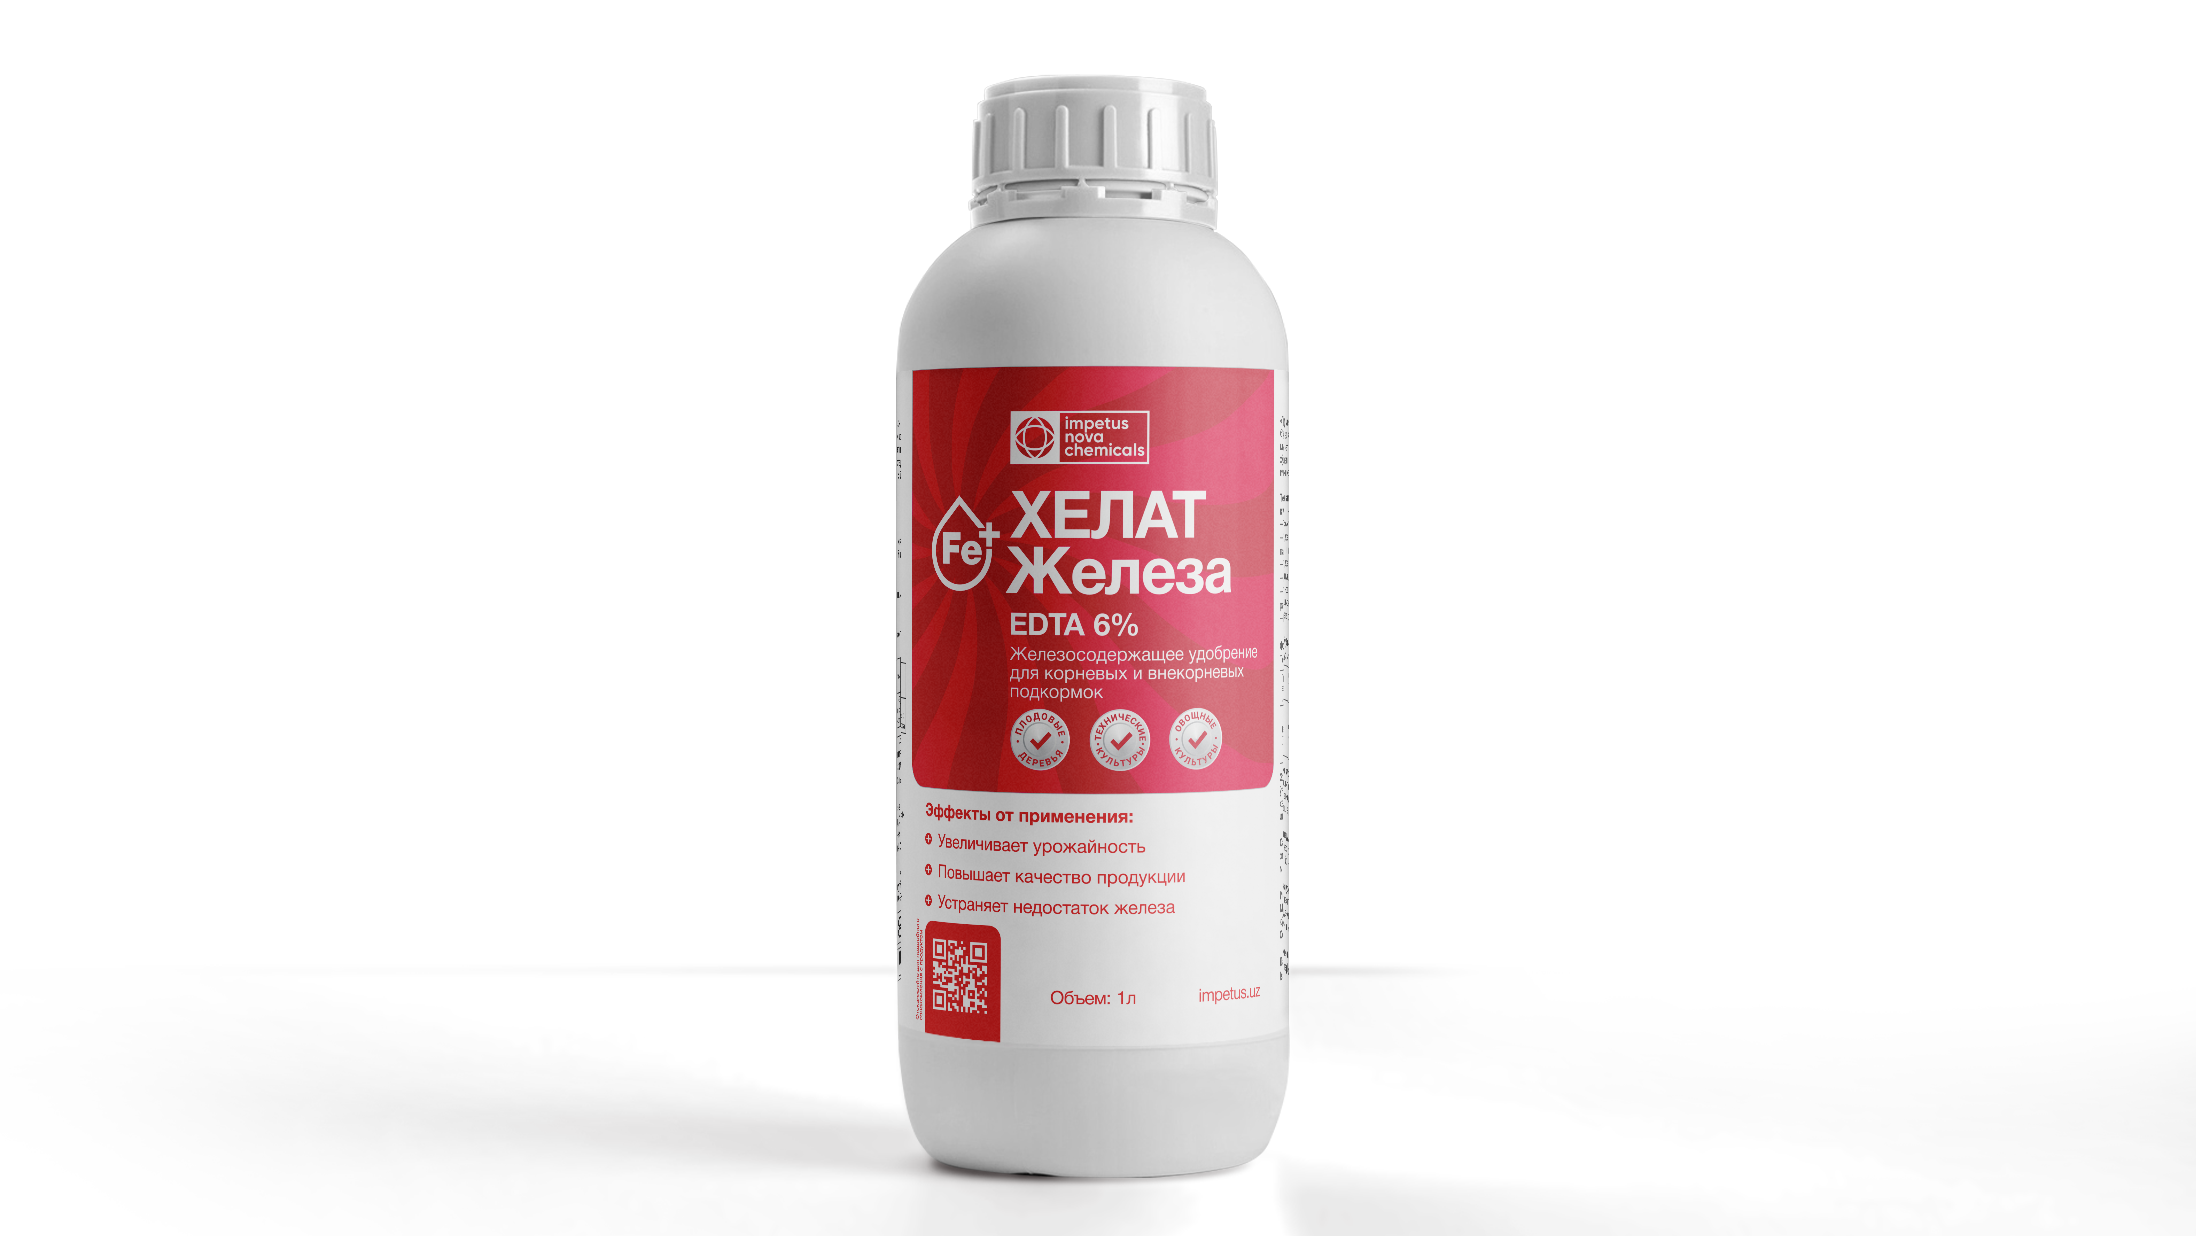 impetus
nova
chemicals
Fe+
ХЕЛАТ
Железа
EDTA 6%
Железосодержащее удобрение
для корневых и внекорневых
подкормок
ПЛОДОВЫЕ ДЕРЕВЬЯ
ТЕХНИЧЕСКИЕ КУЛЬТУРЫ
ОВОЩНЫЕ КУЛЬТУРЫ
Эффекты от применения:
Увеличивает урожайность
Повышает качество продукции
Устраняет недостаток железа
Объем: 1л
impetus.uz